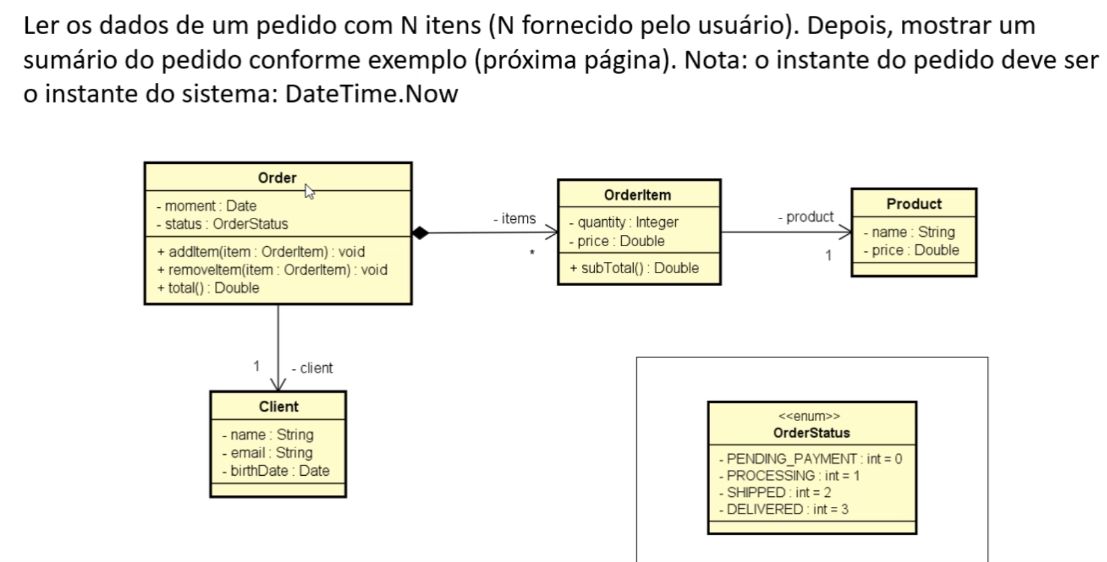 Ler os dados de um pedido com N itens (N fornecido pelo usuário). Depois, mostrar um
sumário do pedido conforme exemplo (próxima página). Nota: o instante do pedido deve ser
o instante do sistema: DateTime.Now
Order
- moment : Date
- status : OrderStatus
+ addItem(item : OrderItem) : void
+ removeItem(item : OrderItem) : void
+ total() : Double
- items
*
OrderItem
- quantity : Integer
- price : Double
+ subTotal() : Double
- product
1
Product
- name : String
- price : Double
1
- client
Client
- name : String
- email : String
- birthDate : Date
<<enum>>
OrderStatus
- PENDING_PAYMENT : int = 0
- PROCESSING : int = 1
- SHIPPED : int = 2
- DELIVERED : int = 3